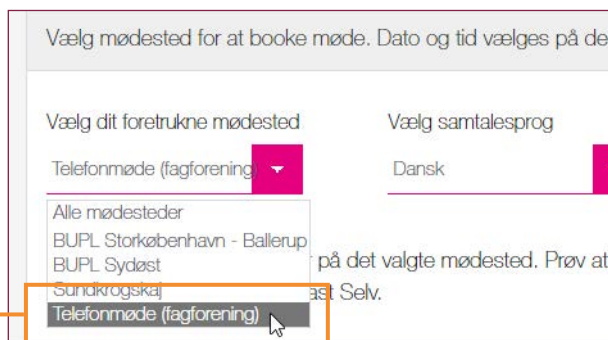 Vælg mødested for at booke møde. Dato og tid vælges på de
Vælg dit foretrukne mødested
Vælg samtalesprog
Telefonmøde (fagforening)
Dansk
Alle mødesteder
BUPL Storkøbenhavn - Ballerup
BUPL Sydøst
på det valgte mødested. Prøv at
Sundkrogskaj
ast Selv.
Telefonmøde (fagforening)